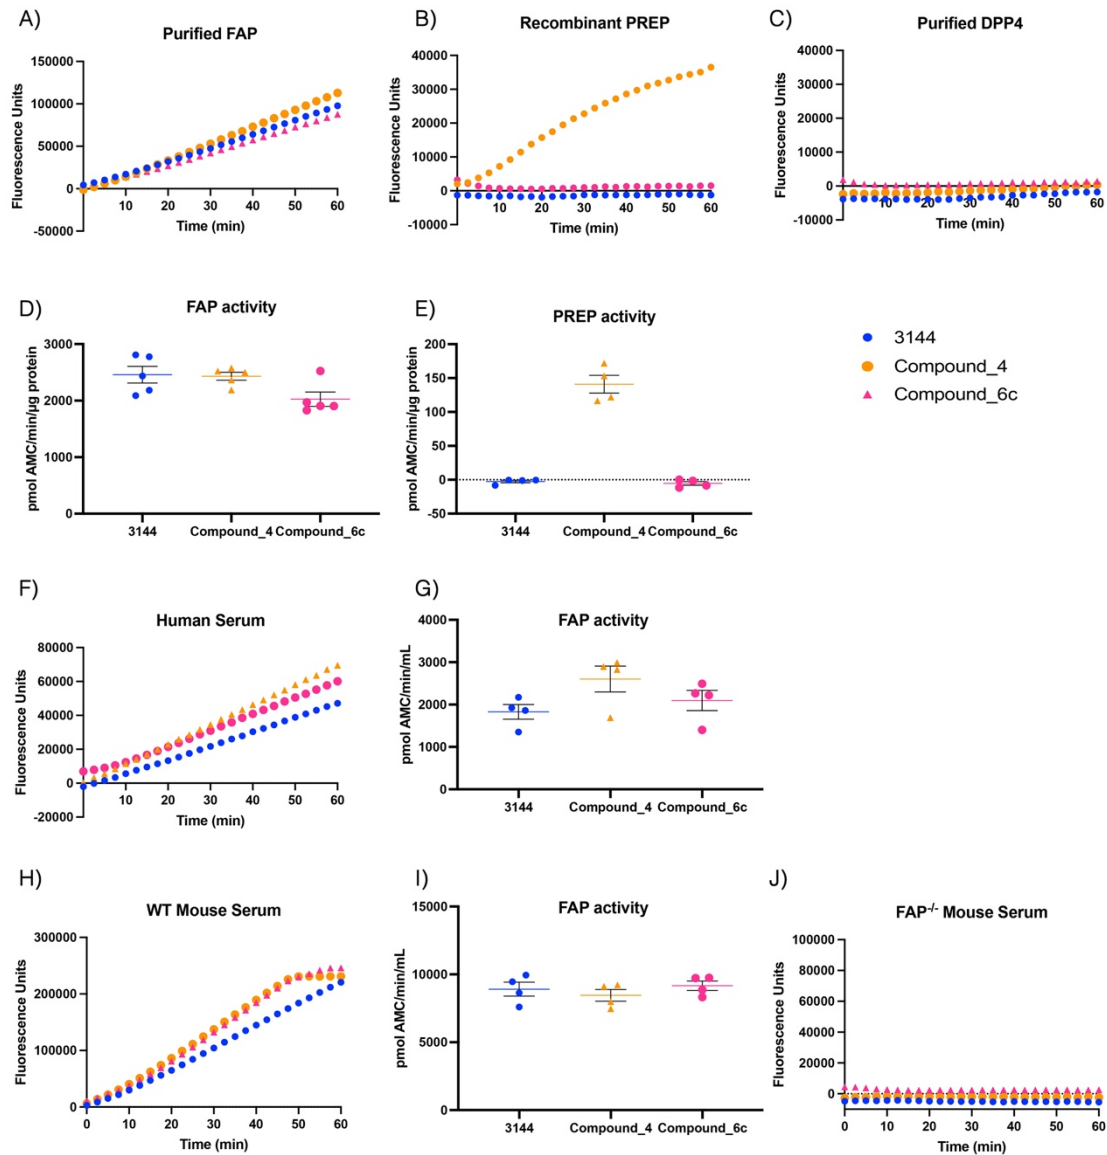 A)
Purified FAP
Fluorescence Units
150000
100000
50000
0
-50000
10 20 30 40 50 60
Time (min)
B)
Recombinant PREP
Fluorescence Units
40000
30000
20000
10000
0
-10000
10 20 30 40 50 60
Time (min)
C)
Purified DPP4
Fluorescence Units
40000
30000
20000
10000
0
-10000
10 20 30 40 50 60
Time (min)
D)
FAP activity
pmol AMC/min/µg protein
3000
2000
1000
0
3144 Compound_4 Compound_6c
E)
PREP activity
pmol AMC/min/µg protein
200
150
100
50
0
-50
3144 Compound_4 Compound_6c
3144
Compound_4
Compound_6c
F)
Human Serum
Fluorescence Units
80000
60000
40000
20000
0
-20000
10 20 30 40 50 60
Time (min)
G)
FAP activity
pmol AMC/min/mL
4000
3000
2000
1000
0
3144 Compound_4 Compound_6c
H)
WT Mouse Serum
Fluorescence Units
300000
200000
100000
0
0 10 20 30 40 50 60
Time (min)
I)
FAP activity
pmol AMC/min/mL
15000
10000
5000
0
3144 Compound_4 Compound_6c
J)
FAP-/- Mouse Serum
Fluorescence Units
100000
80000
60000
40000
20000
0
0 10 20 30 40 50 60
Time (min)